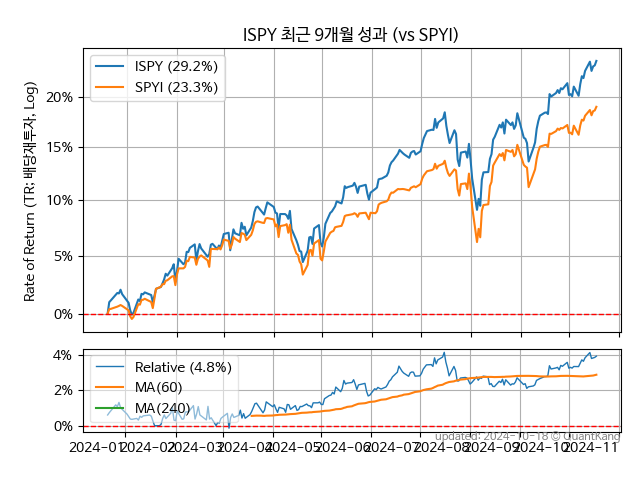 ISPY 최근 9개월 성과 (vs SPYI)
ISPY (29.2%)
SPYI (23.3%)
Rate of Return (TR: 배당재투자, Log)
20%
15%
10%
5%
0%
4%
2%
0%
Relative (4.8%)
MA(60)
MA(240)
updated: 2024-10-18 © QuantKang
2024-01 2024-02 2024-03 2024-04 2024-05 2024-06 2024-07 2024-08 2024-09 2024-10 2024-11